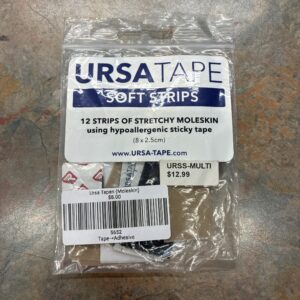 URSATAPE
SOFT STRIPS
12 STRIPS OF STRETCHY MOLESKIN
using hypoallergenic sticky tape
(8 x 2.5cm)
www.URSA-TAPE.com
URSS-MULTI
$12.99
Ursa Tapes (Moleskin)
$6.00
5652
Tape->Adhesive